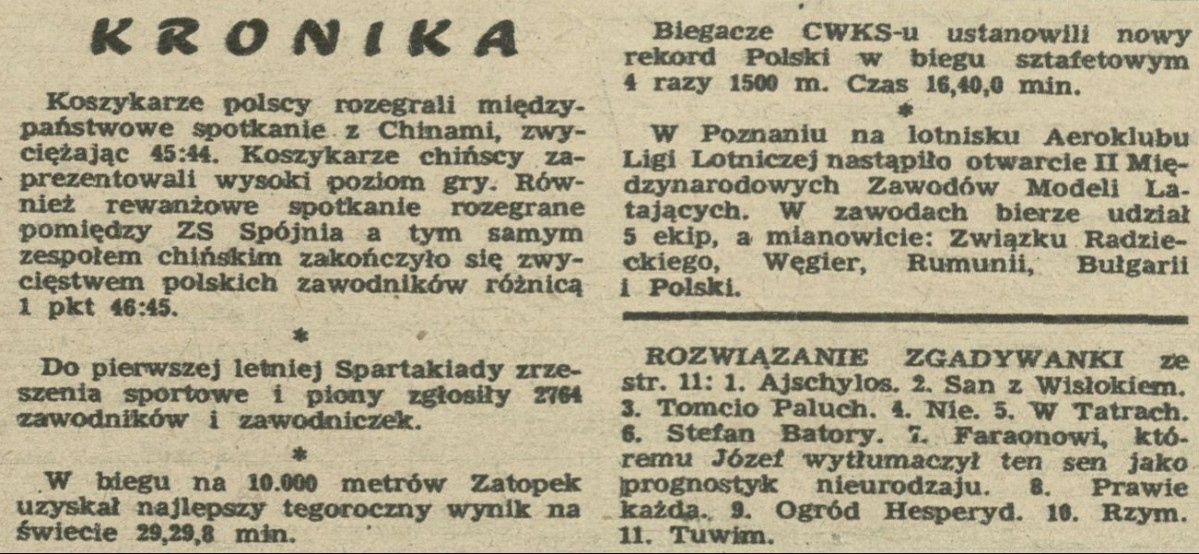 KRONIKA
Koszykarze polscy rozegrali między-
państwowe spotkanie z Chinami, zwy-
ciężając 45:44. Koszykarze chińscy za-
prezentowali wysoki poziom gry. Rów-
nież rewanżowe spotkanie rozegrane
pomiędzy ZS Spójnia a tym samym
zespołem chińskim zakończyło się zwy-
cięstwem polskich zawodników różnicą
1 pkt 46:45.
*
Do pierwszej letniej Spartakiady zrze-
szenia sportowe i piony zgłosiły 2764
zawodników i zawodniczek.
*
W biegu na 10.000 metrów Zatopek
uzyskał najlepszy tegoroczny wynik na
świecie 29,29,8 min.
Biegacze CWKS-u ustanowili nowy
rekord Polski w biegu sztafetowym
4 razy 1500 m. Czas 16,40,0 min.
*
W Poznaniu na lotnisku Aeroklubu
Ligi Lotniczej nastąpiło otwarcie II Mię-
dzynarodowych Zawodów Modeli La-
tających. W zawodach bierze udział
5 ekip, a mianowicie: Związku Radzie-
ckiego, Węgier, Rumunii, Bułgarii
i Polski.
ROZWIĄZANIE ZGADYWANKI ze
str. 11: 1. Ajschylos. 2. San z Wisłokiem.
3. Tomcio Paluch. 4. Nie. 5. W Tatrach.
6. Stefan Batory. 7. Faraonowi, któ-
remu Józef wytłumaczył ten sen jako
prognostyk nieurodzaju. 8. Prawie
każda. 9. Ogród Hesperyd. 10. Rzym.
11. Tuwim.